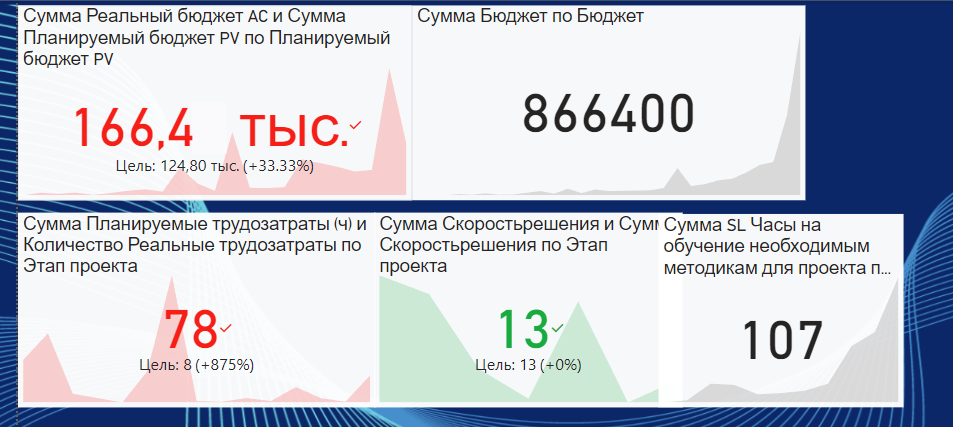 Сумма Реальный бюджет AC и Сумма
Планируемый бюджет PV по Планируемый
бюджет PV
166,4 тыс.
Цель: 124,80 тыс. (+33.33%)
Сумма Бюджет по Бюджет
866400
Сумма Планируемые трудозатраты (ч) и
Количество Реальные трудозатраты по
Этап проекта
78
Цель: 8 (+875%)
Сумма Скоростьрешения и Сумм
Скоростьрешения по Этап
проекта
13
Цель: 13 (+0%)
Сумма SL Часы на
обучение необходимым
методикам для проекта п...
107